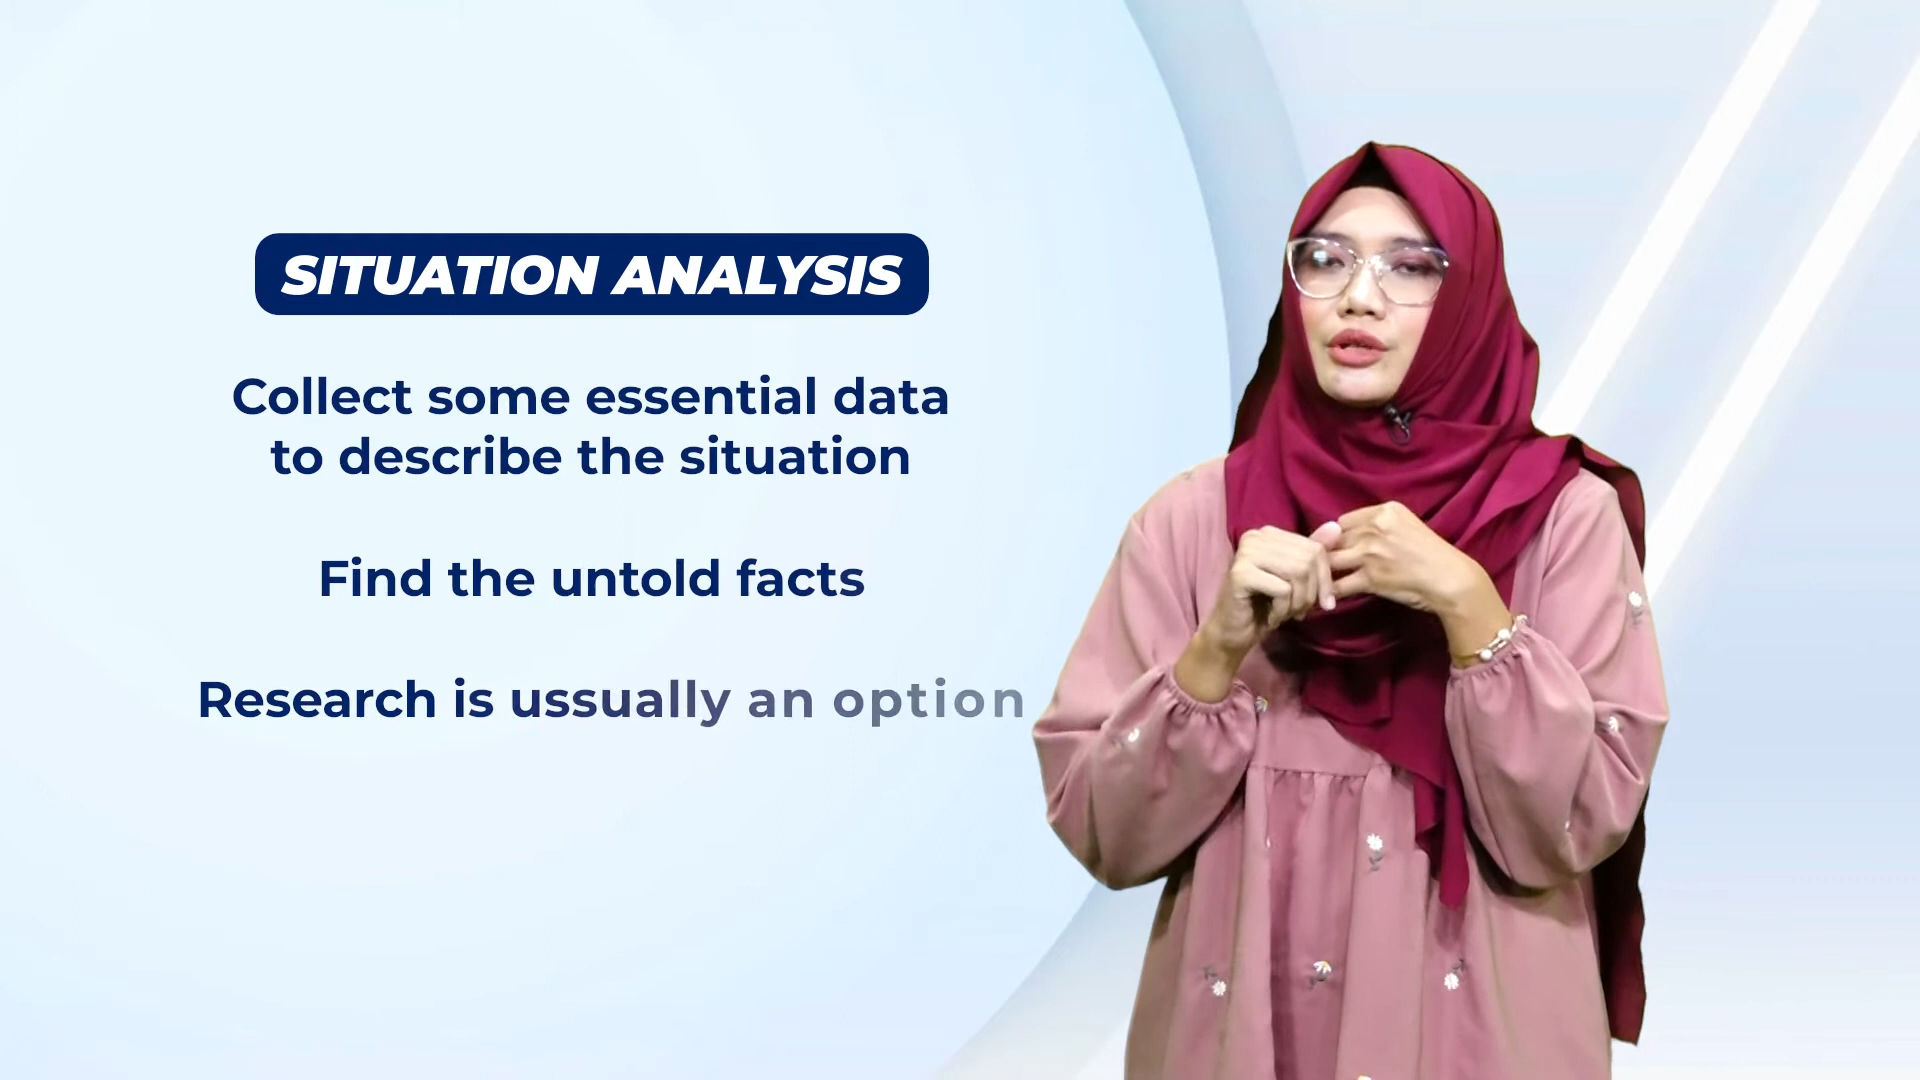 SITUATION ANALYSIS
Collect some essential data
to describe the situation
Find the untold facts
Research is ussually an option